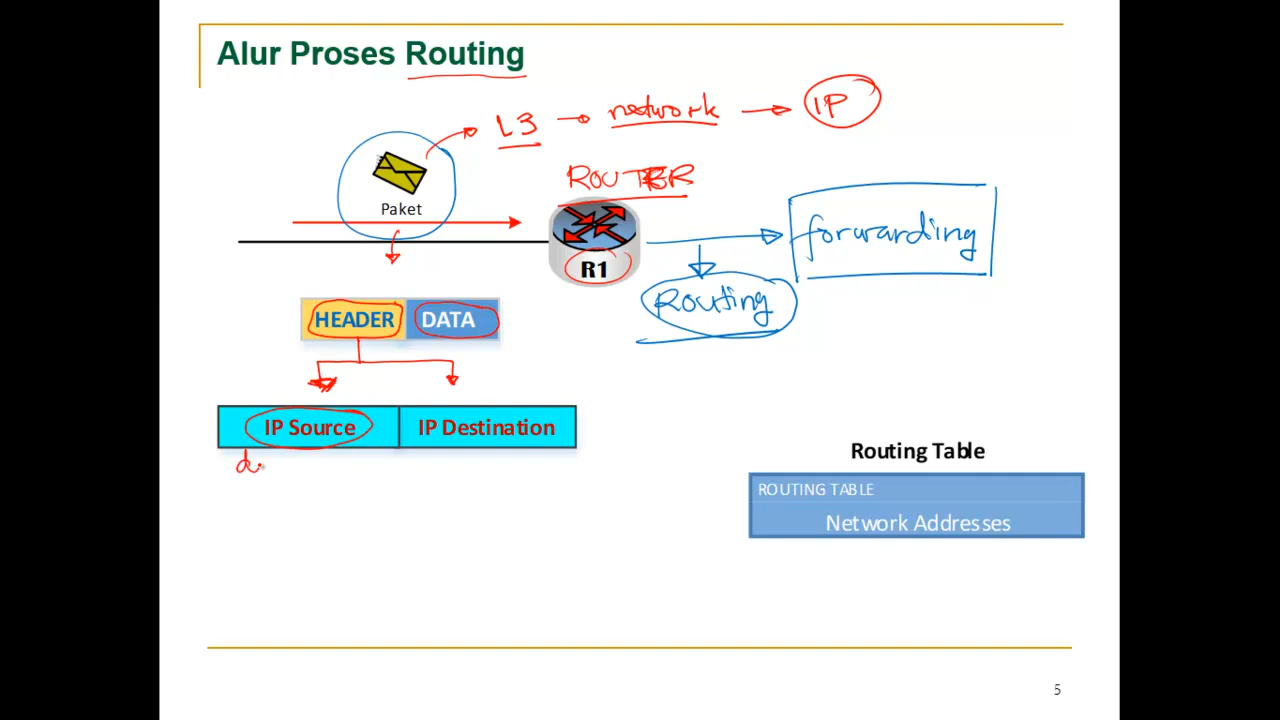 Alur Proses Routing
L3 network IP
ROUTER
Paket
forwarding
R1
Routing
HEADER DATA
IP Source IP Destination
Routing Table
ROUTING TABLE
Network Addresses
5